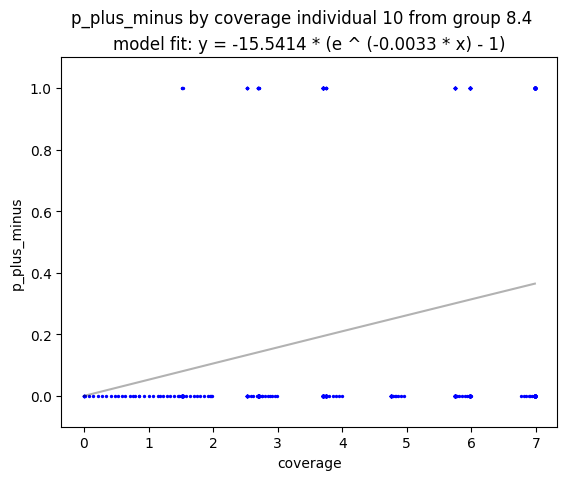 p_plus_minus by coverage individual 10 from group 8.4
model fit: y = -15.5414 * (e ^ (-0.0033 * x) - 1)
1.0
0.8
0.6
0.4
0.2
0.0
p_plus_minus
0 1 2 3 4 5 6 7
coverage